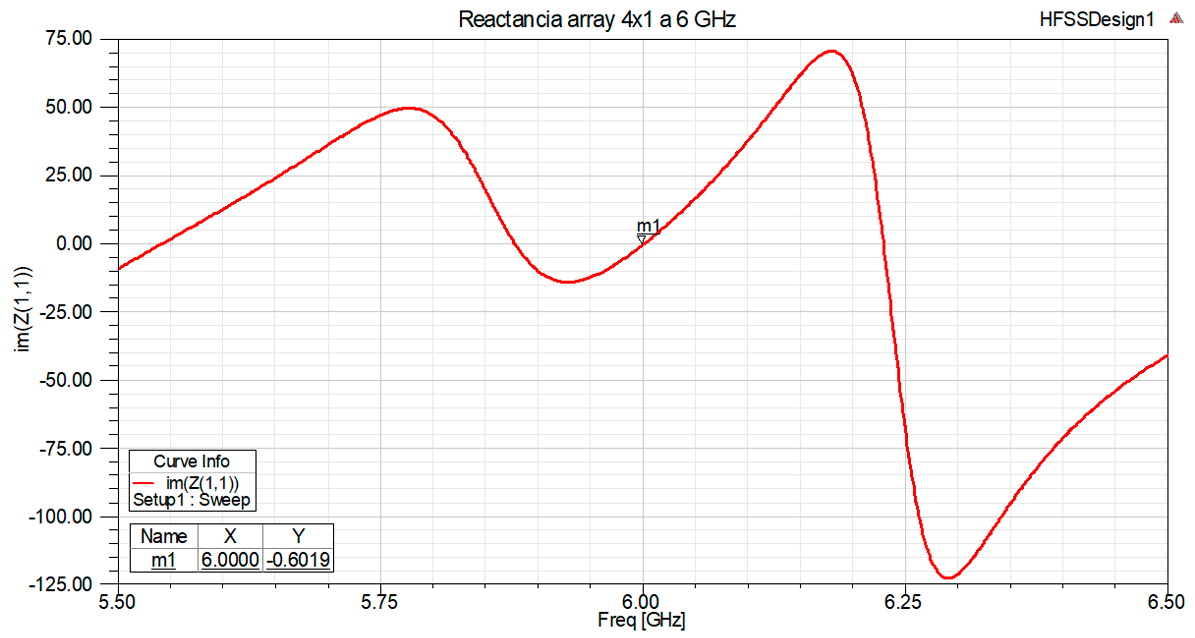 Reactancia array 4x1 a 6 GHz
HFSSDesign1
75.00
50.00
25.00
0.00
-25.00
-50.00
-75.00
-100.00
-125.00
im(Z(1,1))
m1
Curve Info
im(Z(1,1))
Setup1 : Sweep
Name X Y
m1 6.0000 -0.6019
5.50 5.75 6.00 6.25 6.50
Freq [GHz]